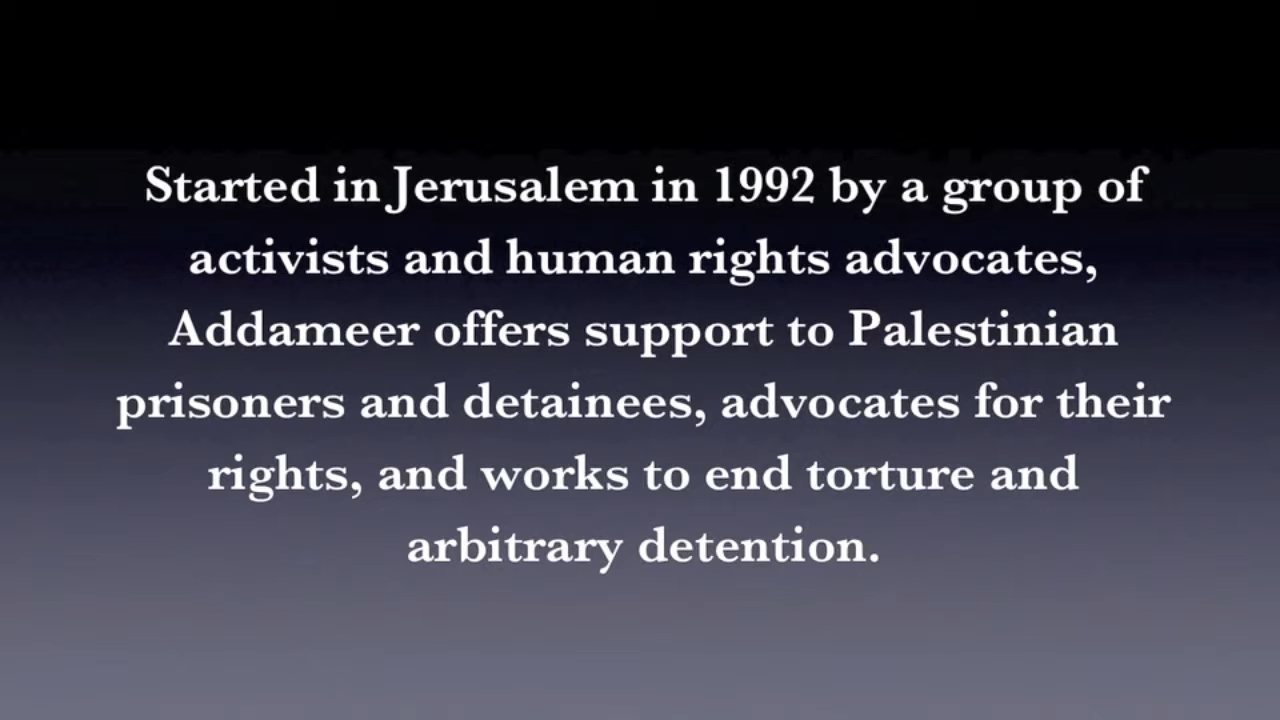 Started in Jerusalem in 1992 by a group of
activists and human rights advocates,
Addameer offers support to Palestinian
prisoners and detainees, advocates for their
rights, and works to end torture and
arbitrary detention.